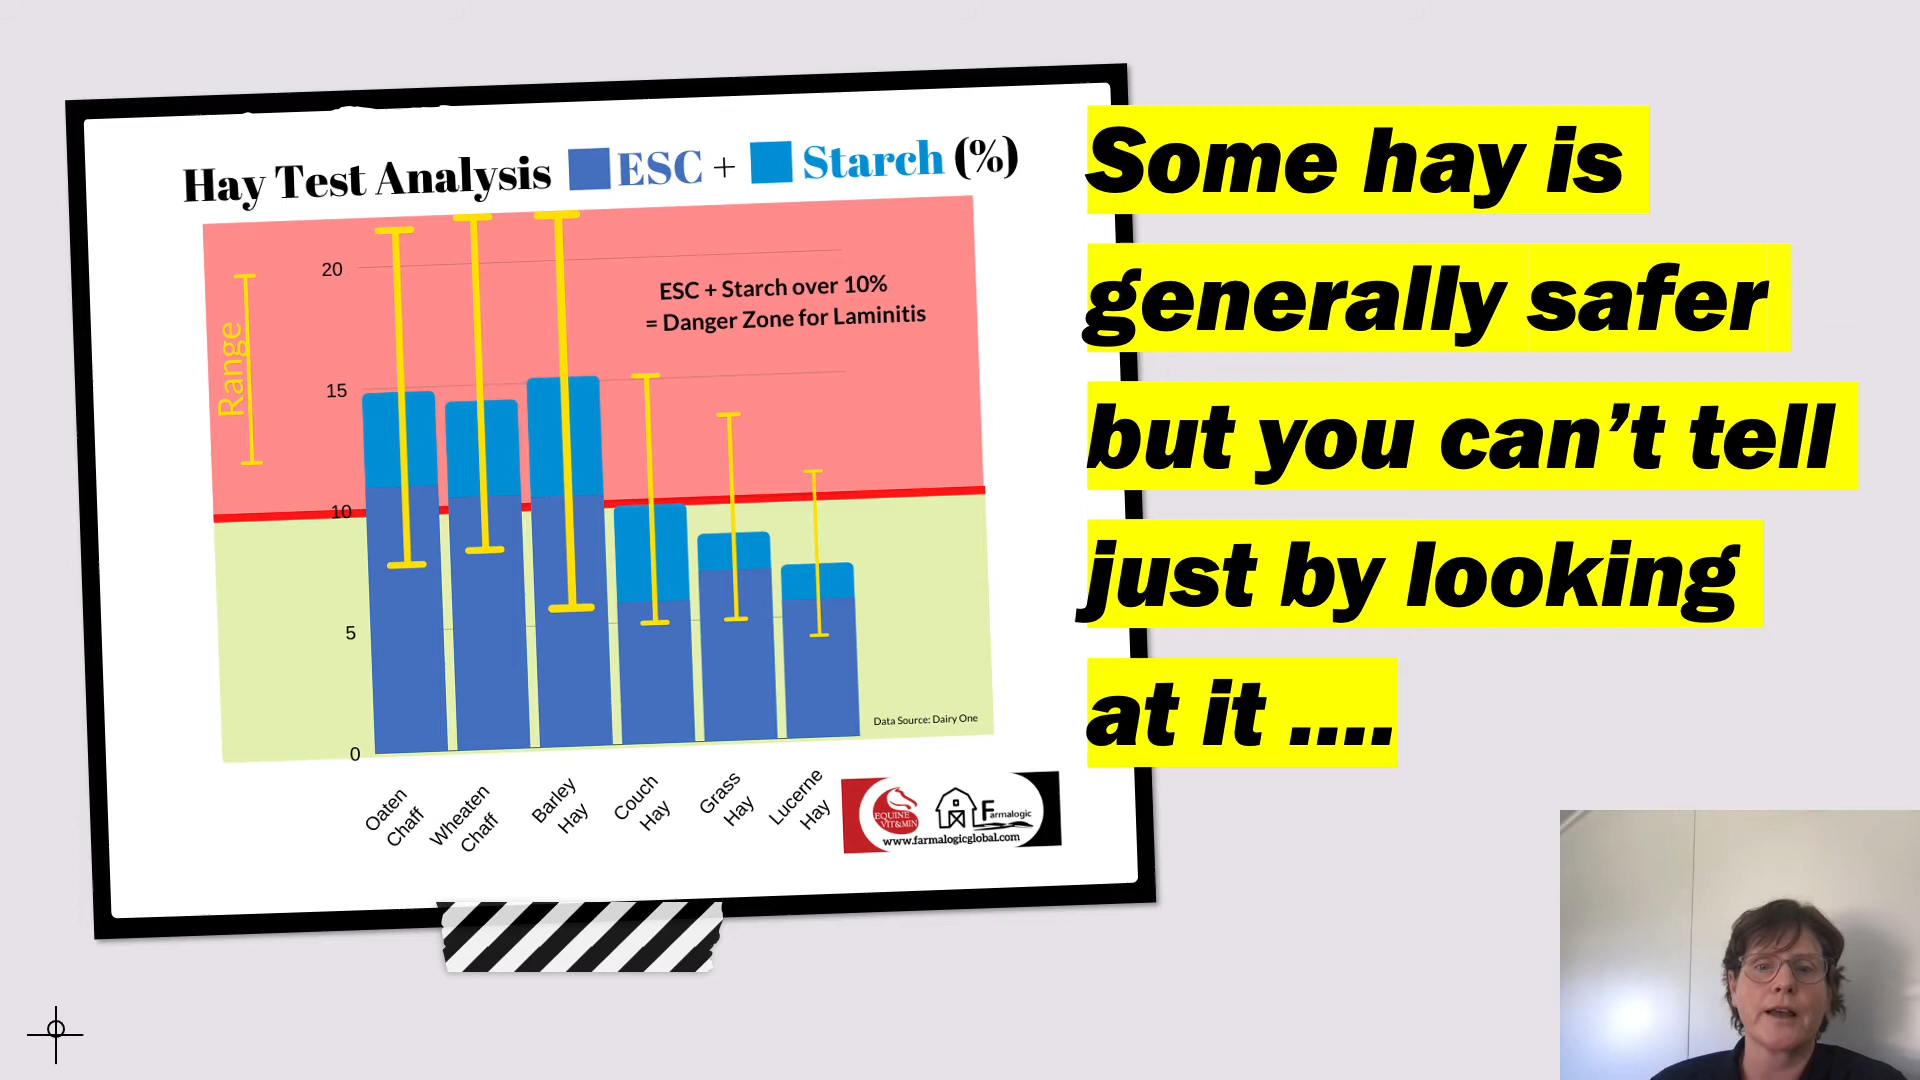 Hay Test Analysis ESC + Starch (%)
Range
20
15
10
5
0
ESC + Starch over 10%
= Danger Zone for Laminitis
Data Source: Dairy One
Oaten
Chaff
Wheaten
Chaff
Barley
Hay
Couch
Hay
Grass
Hay
Lucerne
Hay
EQUINE
VIT&MIN
Farmalogic
www.farmalogicglobal.com
Some hay is
generally safer
but you can’t tell
just by looking
at it ....